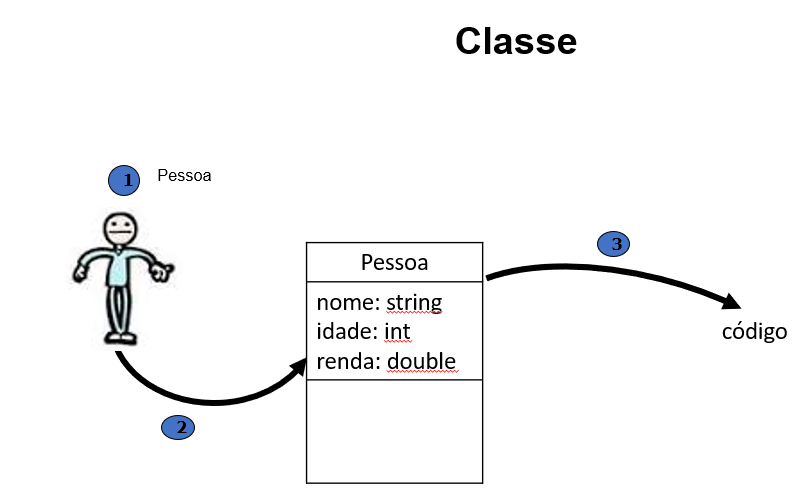 Classe
1 Pessoa
Pessoa
nome: string
idade: int
renda: double
2
3
código